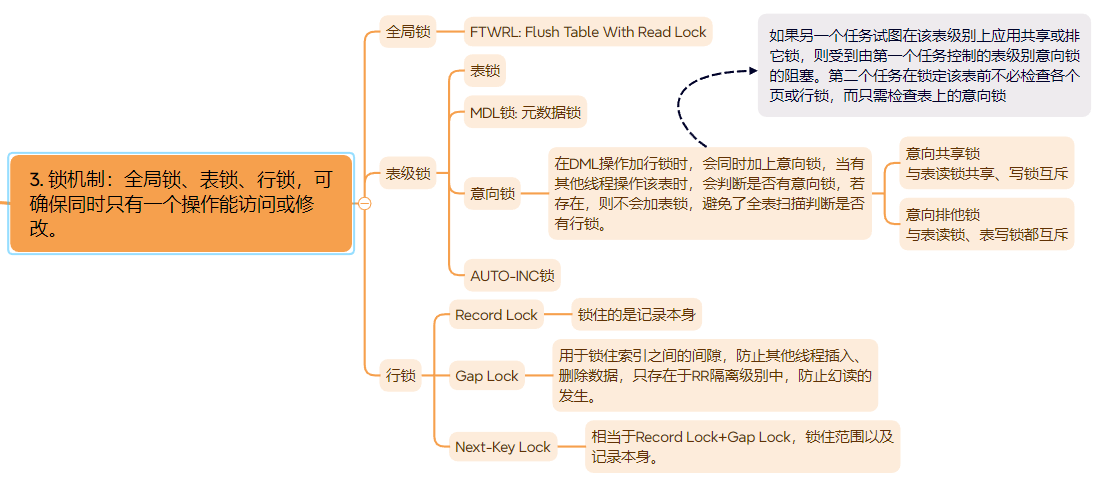 3. 锁机制：全局锁、表锁、行锁，可
确保同时只有一个操作能访问或修
改。
全局锁
FTWRL: Flush Table With Read Lock
表级锁
表锁
MDL锁: 元数据锁
意向锁
在DML操作加行锁时，会同时加上意向锁，当有
其他线程操作该表时，会判断是否有意向锁，若
存在，则不会加表锁，避免了全表扫描判断是否
有行锁。
如果另一个任务试图在该表级别上应用共享或排
它锁，则受到由第一个任务控制的表级别意向锁
的阻塞。第二个任务在锁定该表前不必检查各个
页或行锁，而只需检查表上的意向锁
意向共享锁
与表读锁共享、写锁互斥
意向排他锁
与表读锁、表写锁都互斥
AUTO-INC锁
行锁
Record Lock
锁住的是记录本身
Gap Lock
用于锁住索引之间的间隙，防止其他线程插入、
删除数据，只存在于RR隔离级别中，防止幻读的
发生。
Next-Key Lock
相当于Record Lock+Gap Lock，锁住范围以及
记录本身。